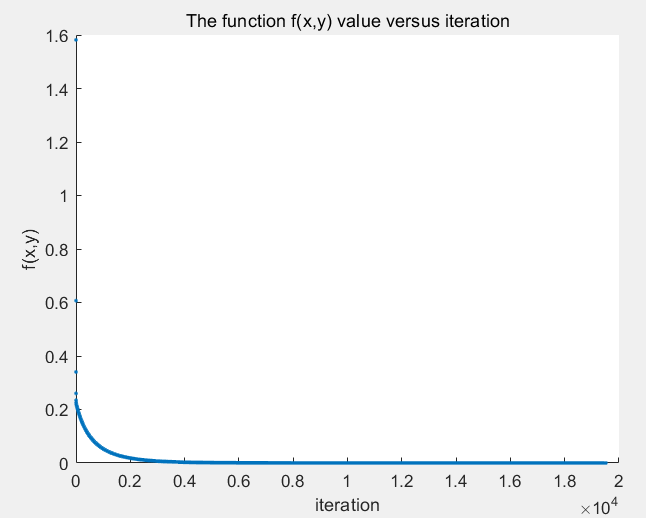 The function f(x,y) value versus iteration
1.6
1.4
1.2
1
0.8
0.6
0.4
0.2
0
f(x,y)
0 0.2 0.4 0.6 0.8 1 1.2 1.4 1.6 1.8 2
iteration
×10⁴